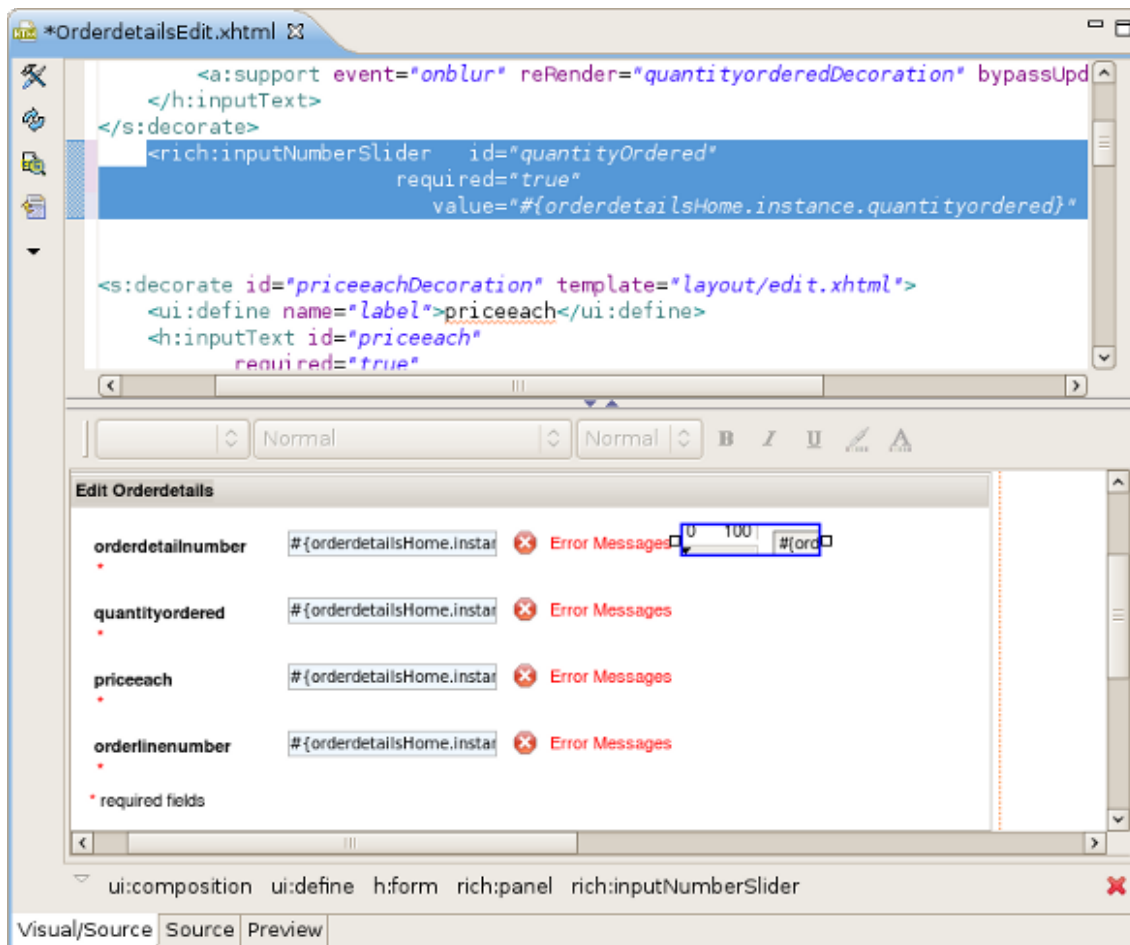 *OrderdetailsEdit.xhtml
<a:support event="onblur" reRender="quantityorderedDecoration" bypassUpd
</h:inputText>
</s:decorate>
<rich:inputNumberSlider id="quantityOrdered"
required="true"
value="#{orderdetailsHome.instance.quantityordered}"
<s:decorate id="priceeachDecoration" template="layout/edit.xhtml">
<ui:define name="label">priceeach</ui:define>
<h:inputText id="priceeach"
required="true"
Normal Normal B I U A
Edit Orderdetails
orderdetailnumber #{orderdetailsHome.instar Error Messages 0 100 #{ord
*
quantityordered #{orderdetailsHome.instar Error Messages
*
priceeach #{orderdetailsHome.instar Error Messages
*
orderlinenumber #{orderdetailsHome.instar Error Messages
*
* required fields
ui:composition ui:define h:form rich:panel rich:inputNumberSlider
Visual/Source Source Preview